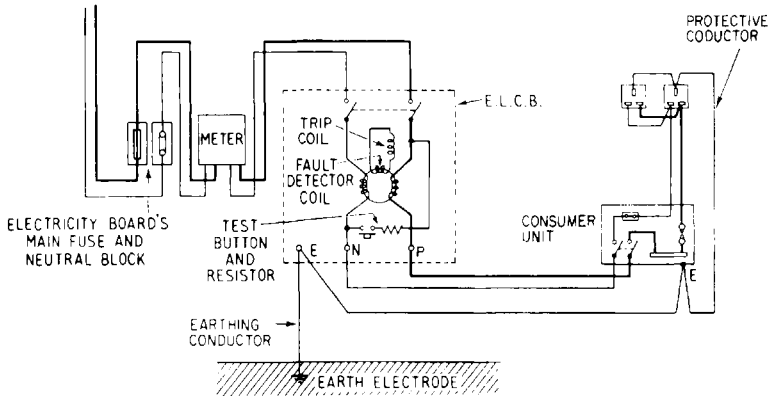 PROTECTIVE
CODUCTOR
E.L.C.B.
METER
TRIP
COIL
FAULT
DETECTOR
COIL
ELECTRICITY BOARD'S
MAIN FUSE AND
NEUTRAL BLOCK
TEST
BUTTON
AND
RESISTOR
E
N
P
CONSUMER
UNIT
E
EARTHING
CONDUCTOR
EARTH ELECTRODE